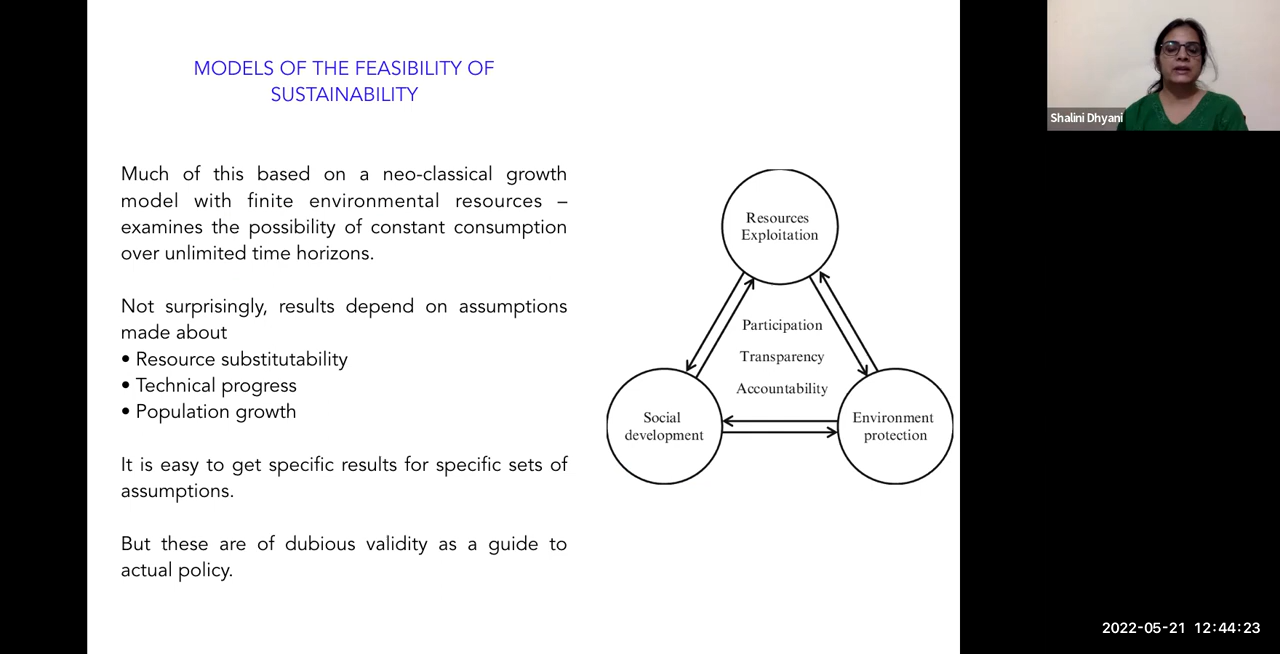 MODELS OF THE FEASIBILITY OF
SUSTAINABILITY
Much of this based on a neo-classical growth
model with finite environmental resources –
examines the possibility of constant consumption
over unlimited time horizons.
Not surprisingly, results depend on assumptions
made about
• Resource substitutability
• Technical progress
• Population growth
It is easy to get specific results for specific sets of
assumptions.
But these are of dubious validity as a guide to
actual policy.
Resources
Exploitation
Participation
Transparency
Accountability
Social
development
Environment
protection
Shalini Dhyani
2022-05-21 12:44:23